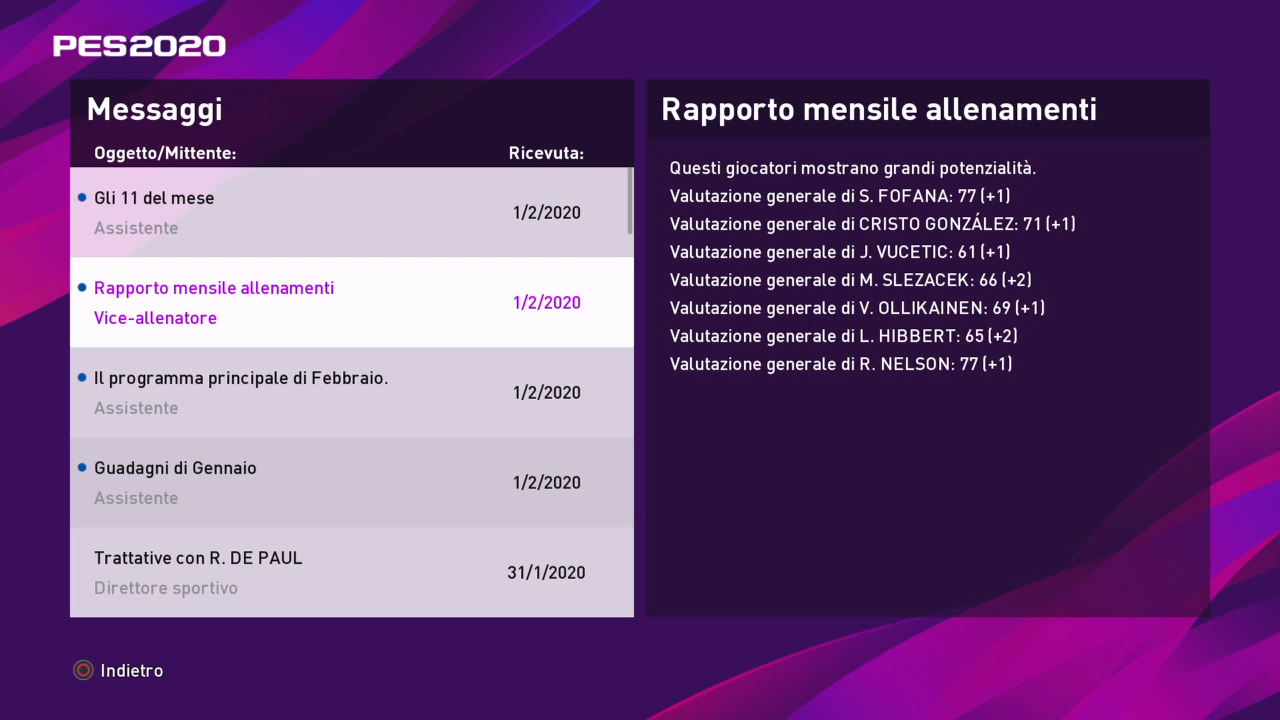 PES2020
Messaggi
Oggetto/Mittente: Ricevuta:
Gli 11 del mese
Assistente
1/2/2020
Rapporto mensile allenamenti
Vice-allenatore
1/2/2020
Il programma principale di Febbraio.
Assistente
1/2/2020
Guadagni di Gennaio
Assistente
1/2/2020
Trattative con R. DE PAUL
Direttore sportivo
31/1/2020
Rapporto mensile allenamenti
Questi giocatori mostrano grandi potenzialità.
Valutazione generale di S. FOFANA: 77 (+1)
Valutazione generale di CRISTO GONZÁLEZ: 71 (+1)
Valutazione generale di J. VUCETIC: 61 (+1)
Valutazione generale di M. SLEZACEK: 66 (+2)
Valutazione generale di V. OLLIKAINEN: 69 (+1)
Valutazione generale di L. HIBBERT: 65 (+2)
Valutazione generale di R. NELSON: 77 (+1)
Indietro